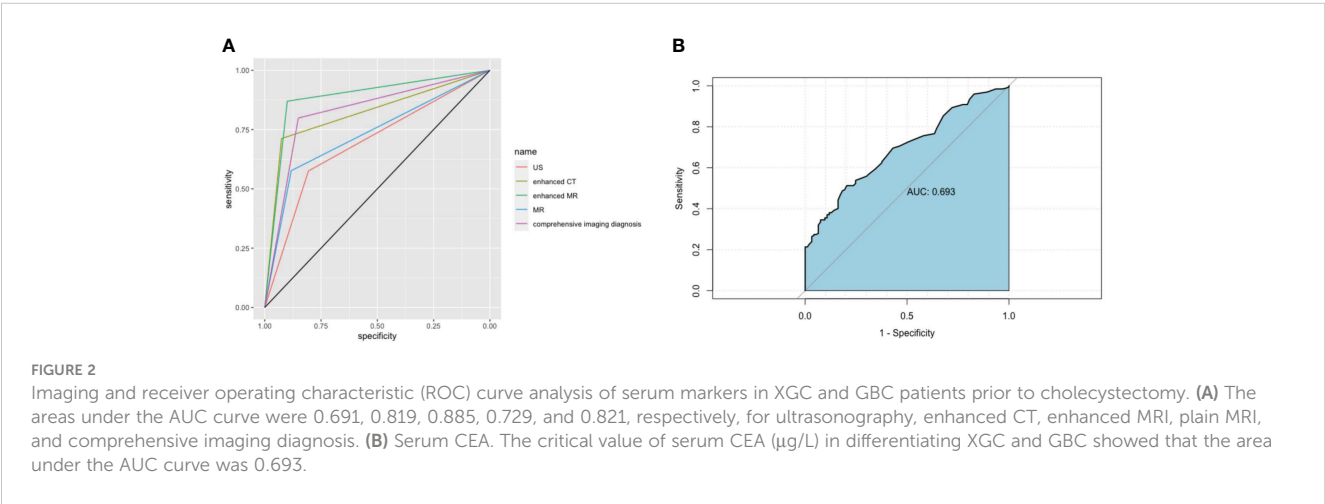 A
B
1.00
0.75
0.50
0.25
0.00
sensitivity
1.00
0.75
0.50
0.25
0.00
specificity
name
US
enhanced CT
enhanced MR
MR
comprehensive imaging diagnosis
1.0
0.8
0.6
0.4
0.2
0.0
Sensitivity
AUC: 0.693
0.0
0.5
1.0
1 - Specificity
FIGURE 2
Imaging and receiver operating characteristic (ROC) curve analysis of serum markers in XGC and GBC patients prior to cholecystectomy. (A) The
areas under the AUC curve were 0.691, 0.819, 0.885, 0.729, and 0.821, respectively, for ultrasonography, enhanced CT, enhanced MRI, plain MRI,
and comprehensive imaging diagnosis. (B) Serum CEA. The critical value of serum CEA (µg/L) in differentiating XGC and GBC showed that the area
under the AUC curve was 0.693.